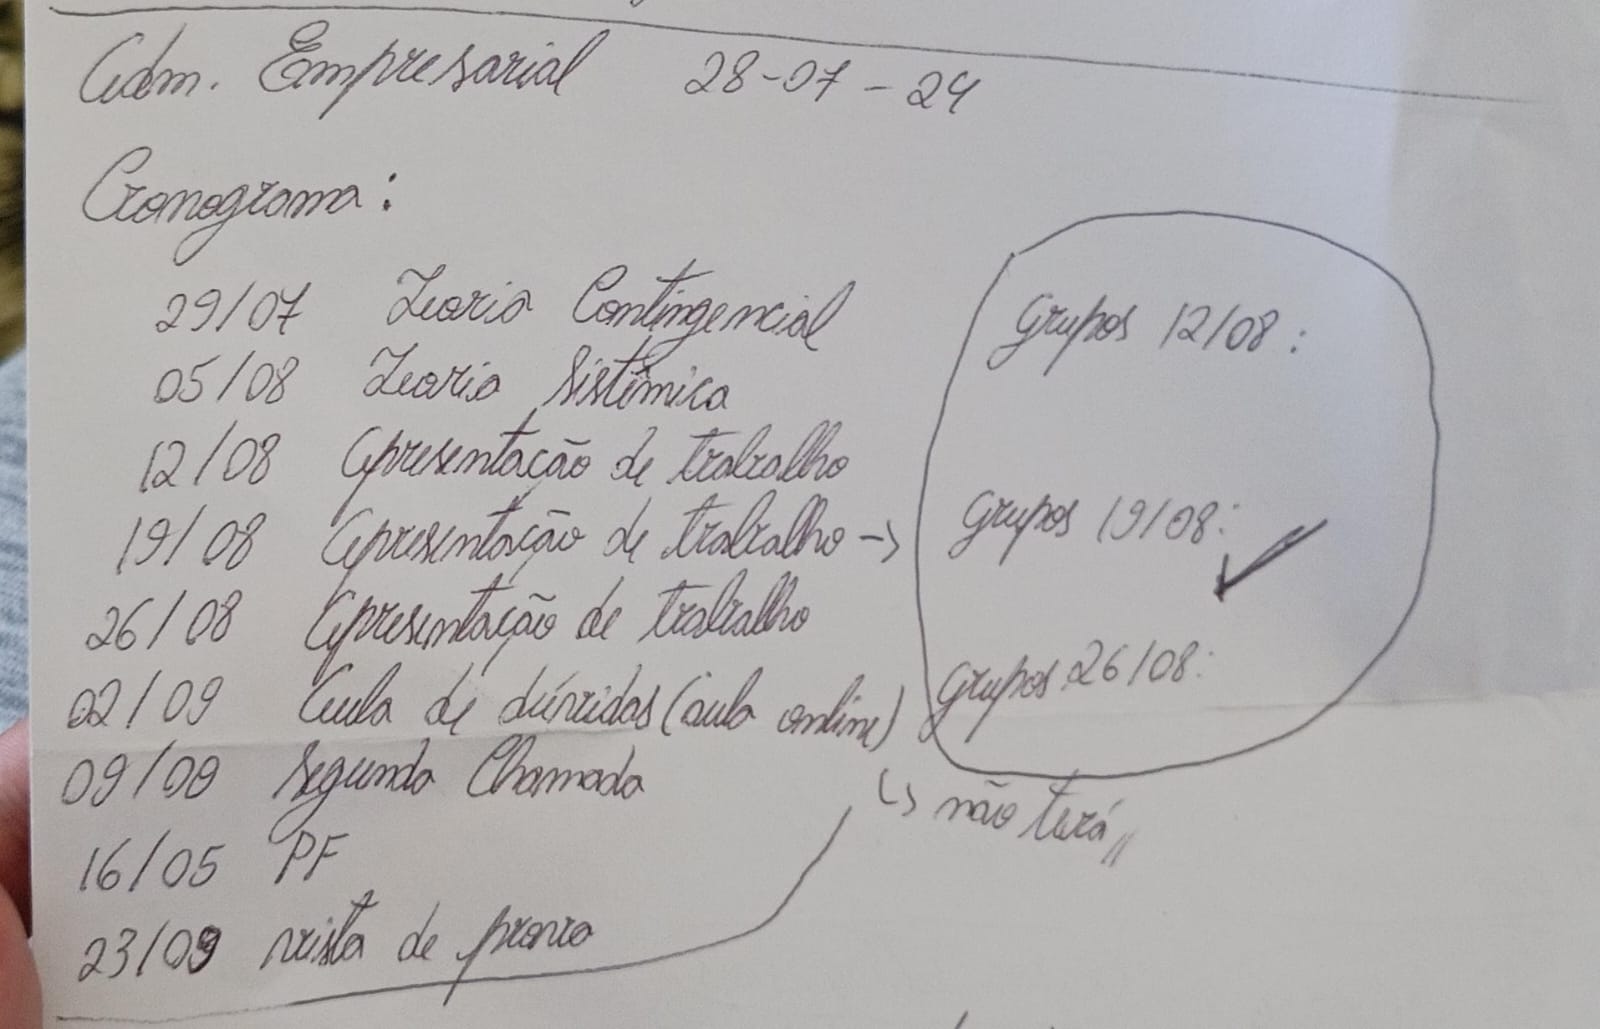 Adm. Empresarial 28-07-24
Cronograma:
29/07 Teoria Contingencial
05/08 Teoria Sistêmica
12/08 Apresentação de trabalho
19/08 Apresentação de trabalho ->
26/08 Apresentação de trabalho
02/09 Aula de dúvidas (aula online)
09/09 Segunda Chamada
16/05 PF
23/09 vista de prova
Grupos 12/08:
Grupos 19/08:
Grupos 26/08:
↳ não terá,,